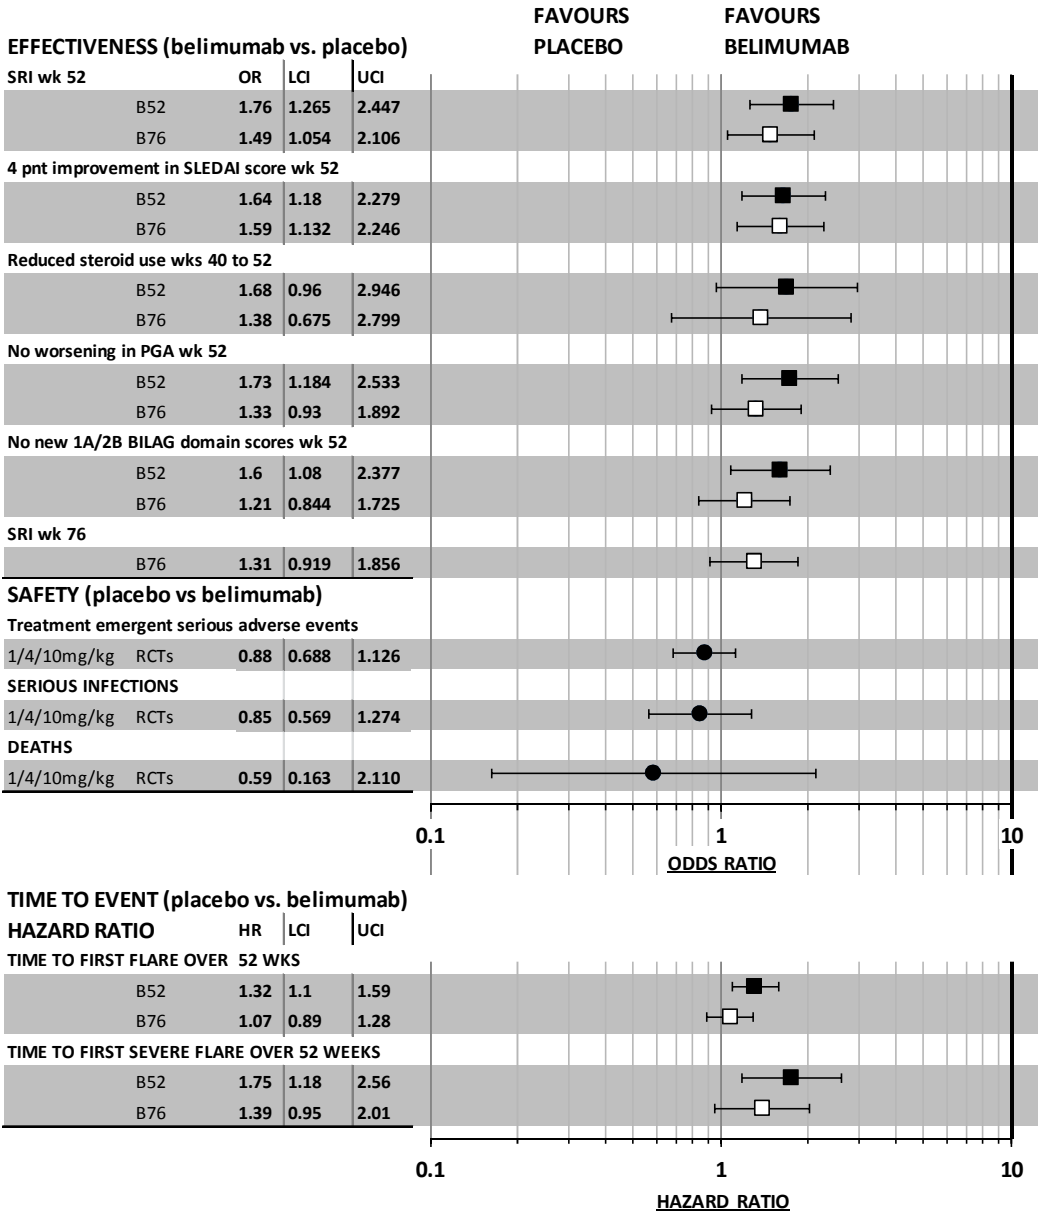 FAVOURS FAVOURS
EFFECTIVENESS (belimumab vs. placebo) PLACEBO BELIMUMAB
SRI wk 52 OR LCI UCI
B52 1.76 1.265 2.447
B76 1.49 1.054 2.106
4 pnt improvement in SLEDAI score wk 52
B52 1.64 1.18 2.279
B76 1.59 1.132 2.246
Reduced steroid use wks 40 to 52
B52 1.68 0.96 2.946
B76 1.38 0.675 2.799
No worsening in PGA wk 52
B52 1.73 1.184 2.533
B76 1.33 0.93 1.892
No new 1A/2B BILAG domain scores wk 52
B52 1.6 1.08 2.377
B76 1.21 0.844 1.725
SRI wk 76
B76 1.31 0.919 1.856
SAFETY (placebo vs belimumab)
Treatment emergent serious adverse events
1/4/10mg/kg RCTs 0.88 0.688 1.126
SERIOUS INFECTIONS
1/4/10mg/kg RCTs 0.85 0.569 1.274
DEATHS
1/4/10mg/kg RCTs 0.59 0.163 2.110
0.1 1 10
ODDS RATIO
TIME TO EVENT (placebo vs. belimumab)
HAZARD RATIO HR LCI UCI
TIME TO FIRST FLARE OVER 52 WKS
B52 1.32 1.1 1.59
B76 1.07 0.89 1.28
TIME TO FIRST SEVERE FLARE OVER 52 WEEKS
B52 1.75 1.18 2.56
B76 1.39 0.95 2.01
0.1 1 10
HAZARD RATIO